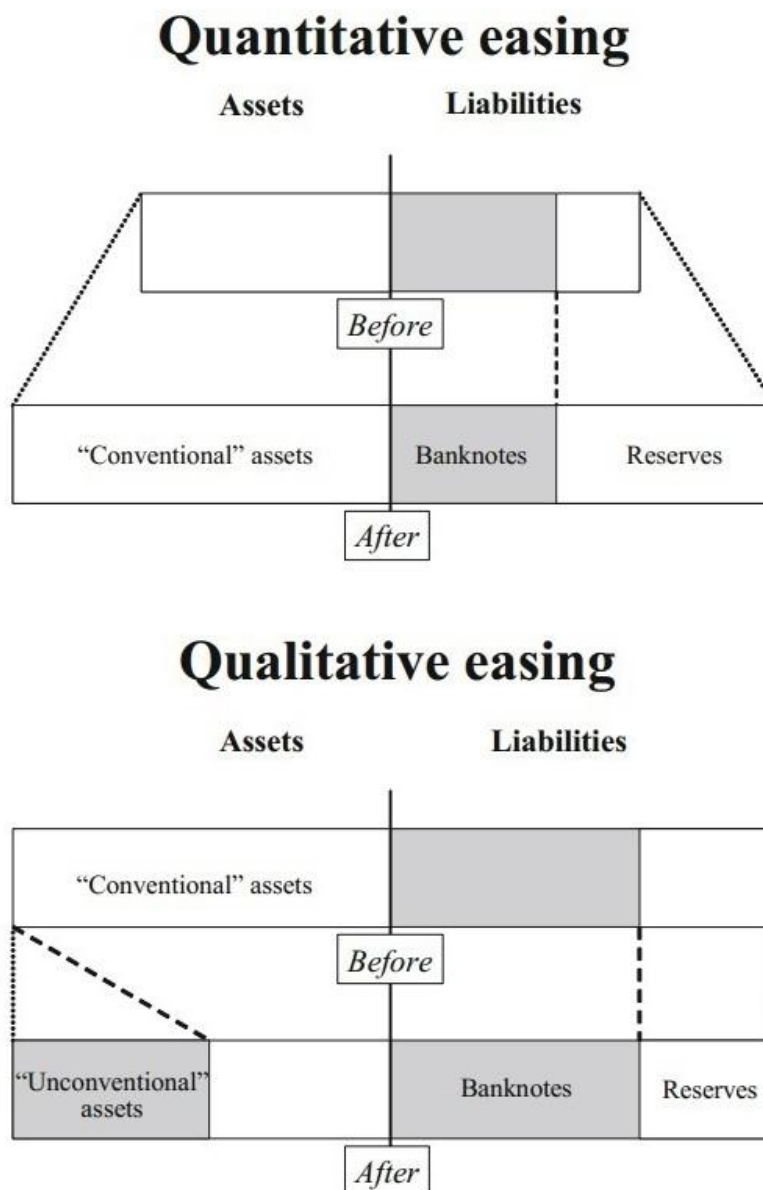 Quantitative easing
Assets Liabilities
Before
“Conventional” assets Banknotes Reserves
After
Qualitative easing
Assets Liabilities
“Conventional” assets
Before
“Unconventional”
assets
Banknotes Reserves
After